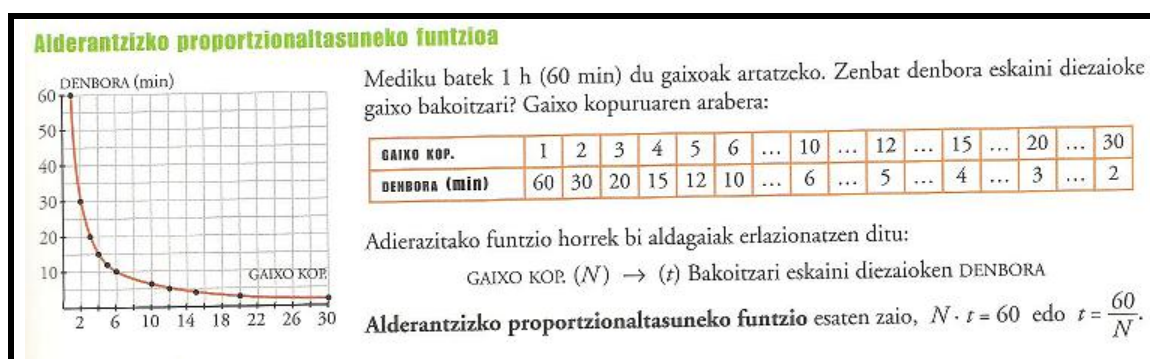 Alderantzizko proportzionaltasuneko funtzioa
DENBORA (min)
60
50
40
30
20
10
GAIXO KOP.
2 6 10 14 18 22 26 30
Mediku batek 1 h (60 min) du gaixoak artatzeko. Zenbat denbora eskaini diezaioke
gaixo bakoitzari? Gaixo kopuruaren arabera:
GAIXO KOP. 1 2 3 4 5 6 ... 10 ... 12 ... 15 ... 20 ... 30
DENBORA (min) 60 30 20 15 12 10 ... 6 ... 5 ... 4 ... 3 ... 2
Adierazitako funtzio horrek bi aldagaiak erlazionatzen ditu:
GAIXO KOP. (N) → (t) Bakoitzari eskaini diezaioken DENBORA
Alderantzizko proportzionaltasuneko funtzio esaten zaio, N · t = 60 edo t = 60/N.